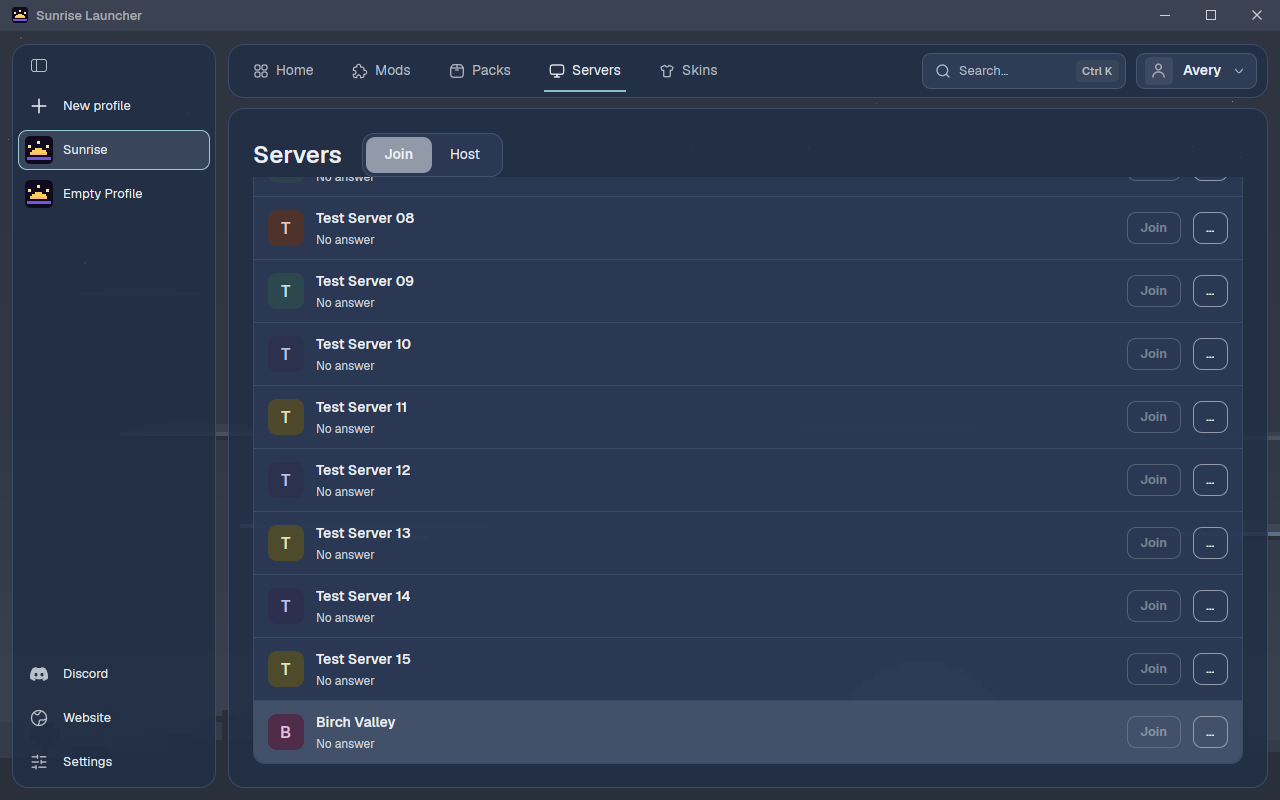 Sunrise Launcher
New profile
Sunrise
Empty Profile
Discord
Website
Settings
Home
Mods
Packs
Servers
Skins
Search...
Ctrl K
Avery
Servers
Join
Host
No answer
...
Test Server 08
No answer
Join
...
Test Server 09
No answer
Join
...
Test Server 10
No answer
Join
...
Test Server 11
No answer
Join
...
Test Server 12
No answer
Join
...
Test Server 13
No answer
Join
...
Test Server 14
No answer
Join
...
Test Server 15
No answer
Join
...
Birch Valley
No answer
Join
...
T
T
T
T
T
T
T
T
B